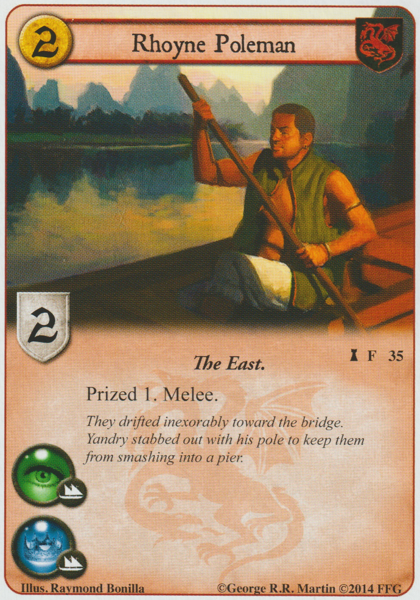 2
Rhoyne Poleman
2
The East.
F 35
Prized 1. Melee.
They drifted inexorably toward the bridge.
Yandry stabbed out with his pole to keep them
from smashing into a pier.
Illus. Raymond Bonilla
©George R.R. Martin ©2014 FFG